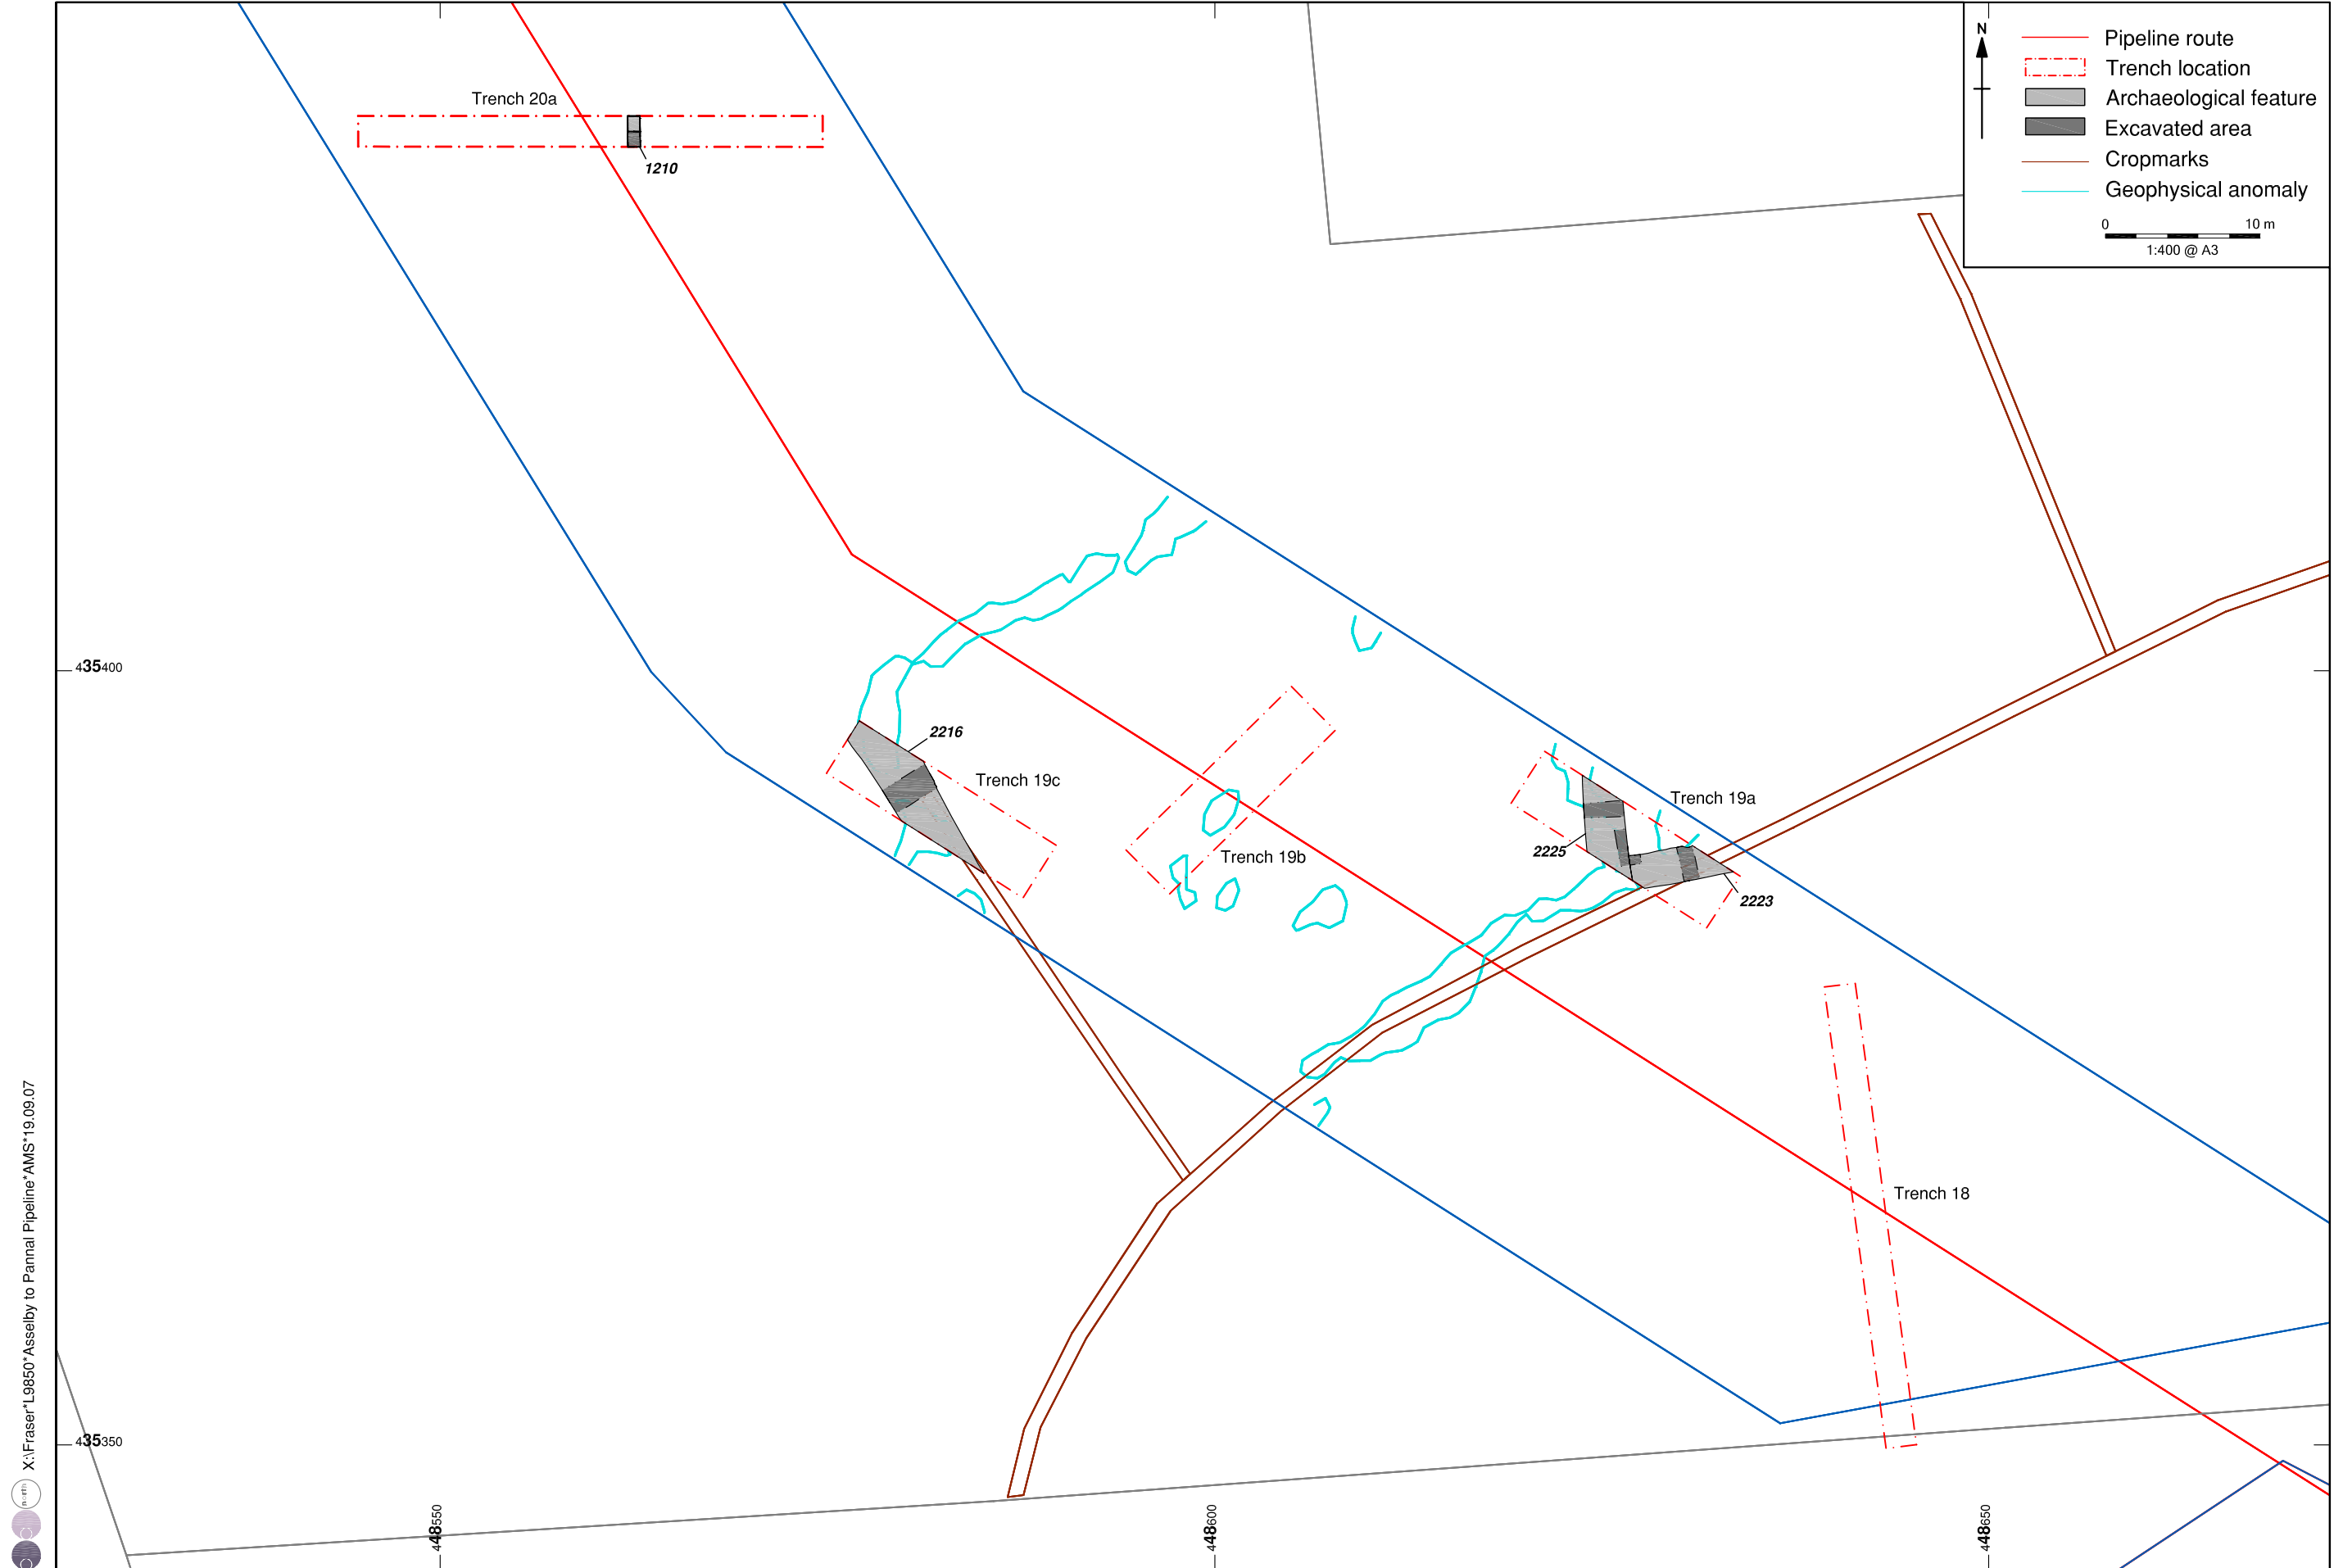 N
Pipeline route
Trench location
Archaeological feature
Excavated area
Cropmarks
Geophysical anomaly
0 10 m
1:400 @ A3
Trench 20a
1210
435400
2216
Trench 19c
Trench 19b
Trench 19a
2225
2223
Trench 18
435350
448550
448600
448650
X:\Fraser*L9850*Asselby to Pannal Pipeline*AMS*19.09.07
north